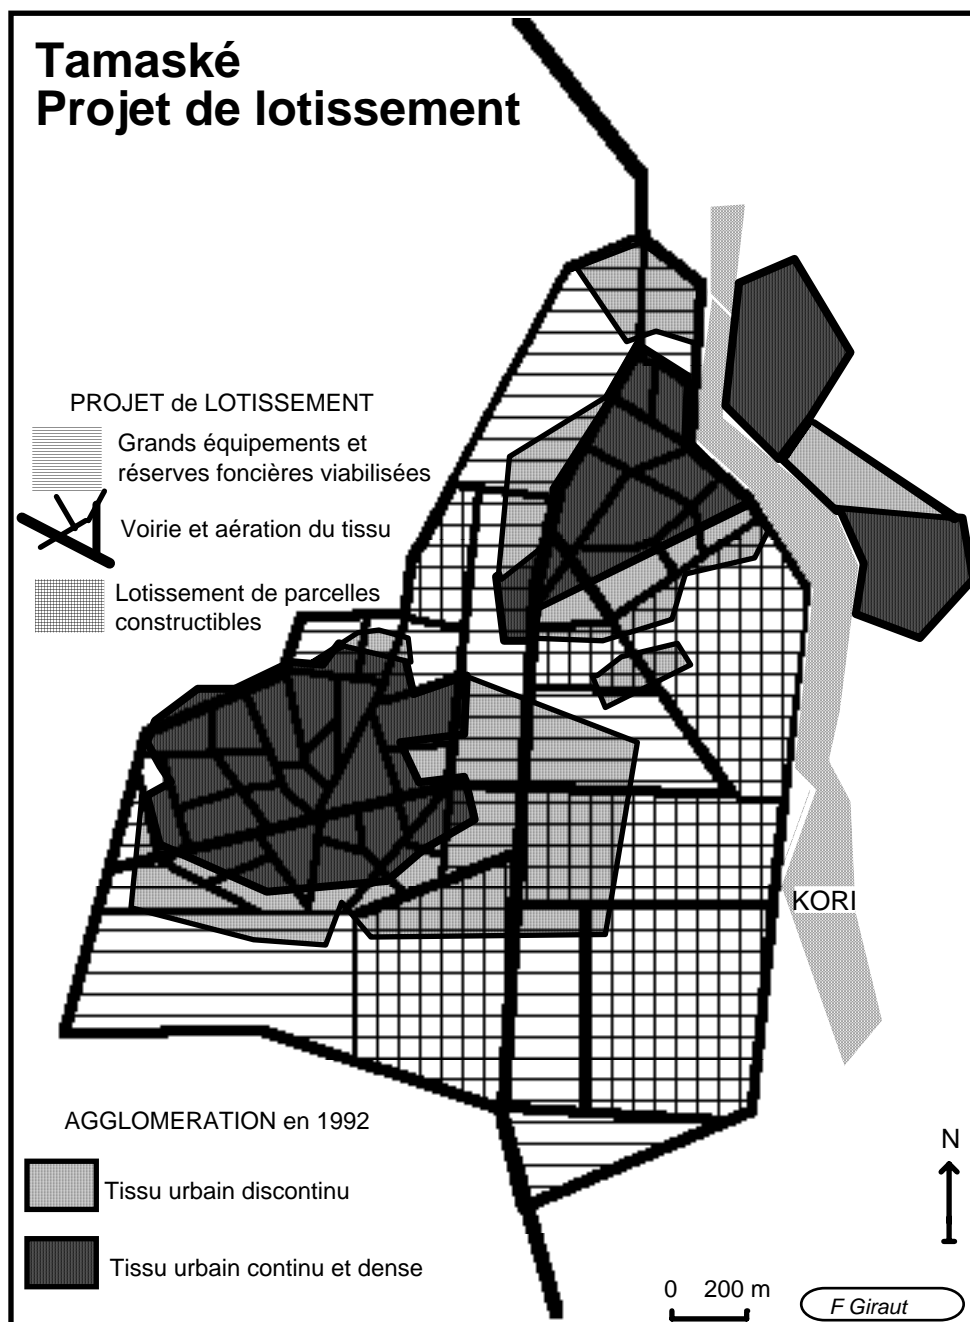 Tamaské
Projet de lotissement
PROJET de LOTISSEMENT
Grands équipements et
réserves foncières viabilisées
Voirie et aération du tissu
Lotissement de parcelles
constructibles
KORI
AGGLOMERATION en 1992
Tissu urbain discontinu
Tissu urbain continu et dense
N
0 200 m
F Giraut